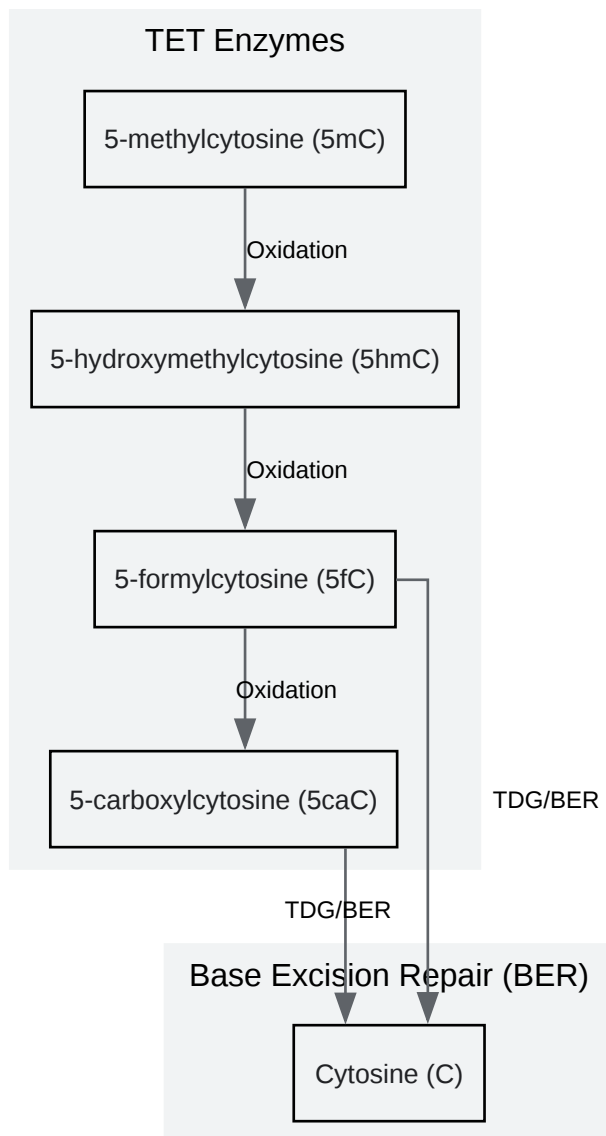 TET Enzymes
5-methylcytosine (5mC)
Oxidation
5-hydroxymethylcytosine (5hmC)
Oxidation
5-formylcytosine (5fC)
Oxidation
5-carboxylcytosine (5caC)
TDG/BER
TDG/BER
Base Excision Repair (BER)
Cytosine (C)